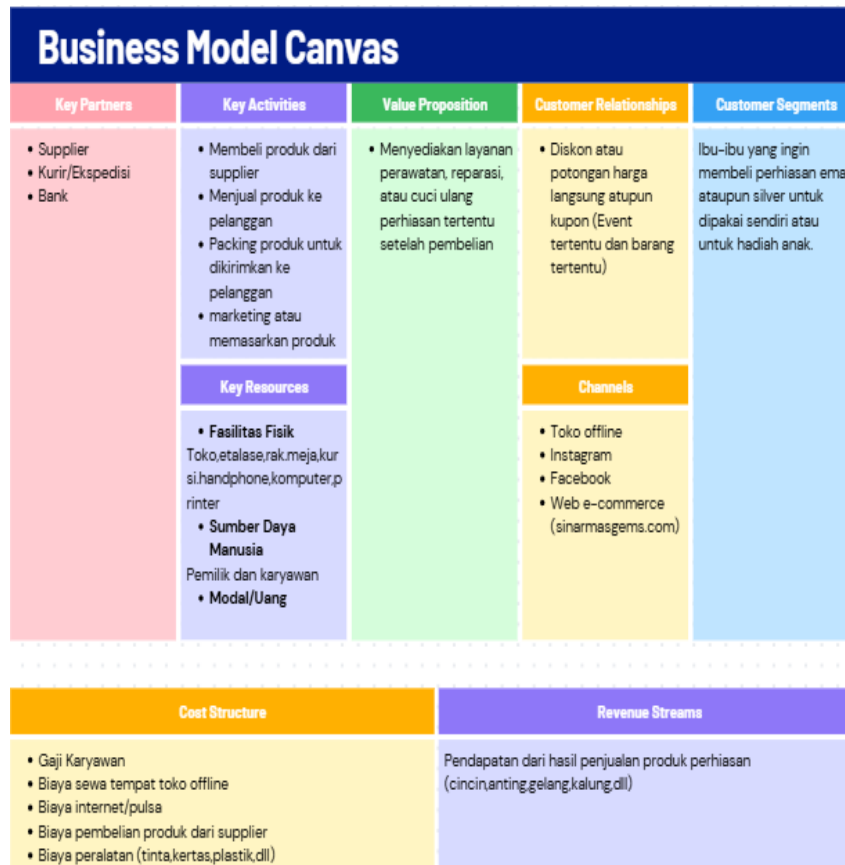 Business Model Canvas
Key Partners
• Supplier
• Kurir/Ekspedisi
• Bank
Key Activities
• Membeli produk dari
supplier
• Menjual produk ke
pelanggan
• Packing produk untuk
dikirimkan ke
pelanggan
• marketing atau
memasarkan produk
Key Resources
• Fasilitas Fisik
Toko,etalase,rak.meja,kur
si.handphone,komputer,p
rinter
• Sumber Daya
Manusia
Pemilik dan karyawan
• Modal/Uang
Value Proposition
• Menyediakan layanan
perawatan, reparasi,
atau cuci ulang
perhiasan tertentu
setelah pembelian
Customer Relationships
• Diskon atau
potongan harga
langsung atupun
kupon (Event
tertentu dan barang
tertentu)
Channels
• Toko offline
• Instagram
• Facebook
• Web e-commerce
(sinarmasgems.com)
Customer Segments
Ibu-ibu yang ingin
membeli perhiasan ema
ataupun silver untuk
dipakai sendiri atau
untuk hadiah anak.
Cost Structure
• Gaji Karyawan
• Biaya sewa tempat toko offline
• Biaya internet/pulsa
• Biaya pembelian produk dari supplier
• Biaya peralatan (tinta,kertas,plastik,dll)
Revenue Streams
Pendapatan dari hasil penjualan produk perhiasan
(cincin,anting,gelang,kalung,dll)